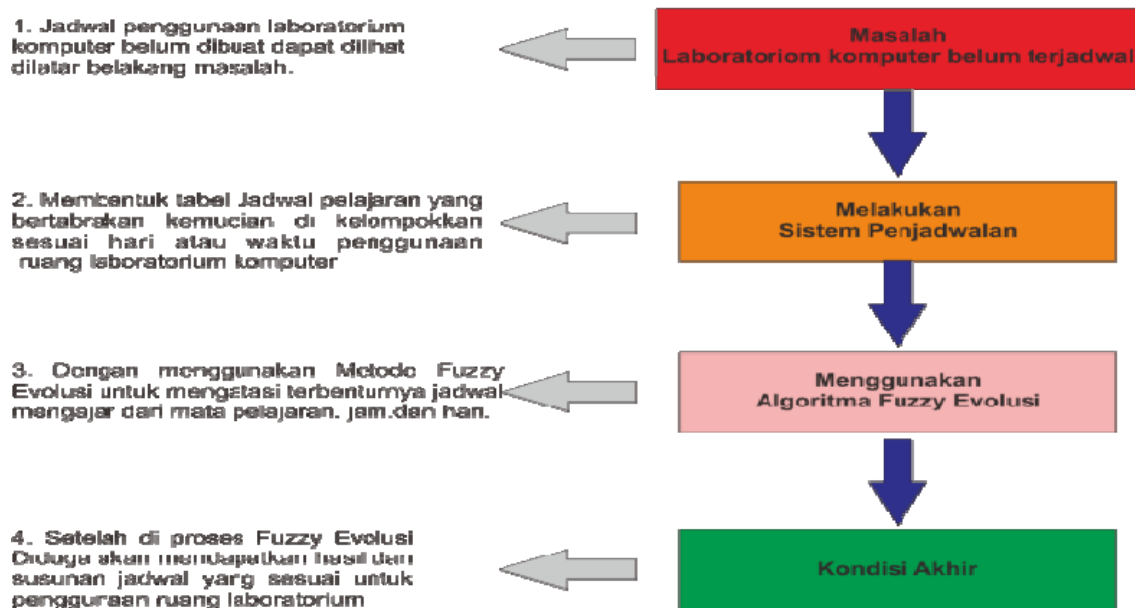 1. Jadwal penggunaan laboratorium
komputer belum dibuat dapat dilihat
dilatar belakang masalah.
Masalah
Laboratoriom komputer belum terjadwal
2. Membentuk tabel Jadwal pelajaran yang
bertabrakan kemucian di kelompokkan
sesuai hari atau waktu penggunaan
ruang laboratorium komputer
Melakukan
Sistem Penjadwalan
3. Dengan menggunakan Metode Fuzzy
Evolusi untuk mengatasi terbenturnya jadwal
mengajar dari mata pelajaran, jam,dan hari.
Menggunakan
Algoritma Fuzzy Evolusi
4. Setelah di proses Fuzzy Evolusi
Diduga akan mendapatkan hasil dari
susunan jadwal yang sesuai untuk
penggunaan ruang laboratorium
Kondisi Akhir